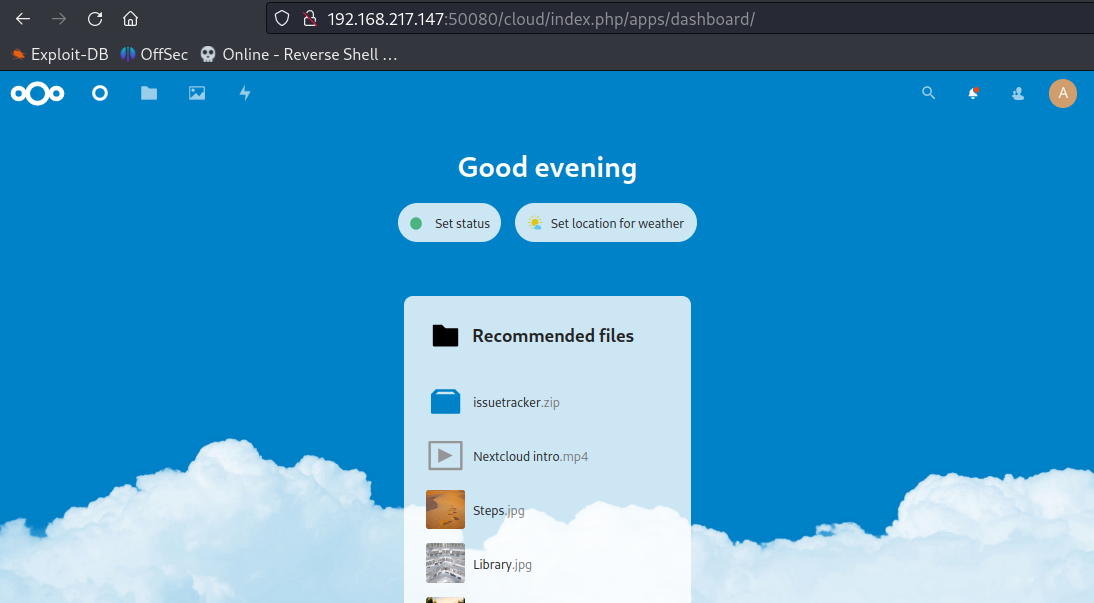 192.168.217.147:50080/cloud/index.php/apps/dashboard/
Exploit-DB OffSec Online - Reverse Shell …
A
Good evening
Set status Set location for weather
Recommended files
issuetracker.zip
Nextcloud intro.mp4
Steps.jpg
Library.jpg